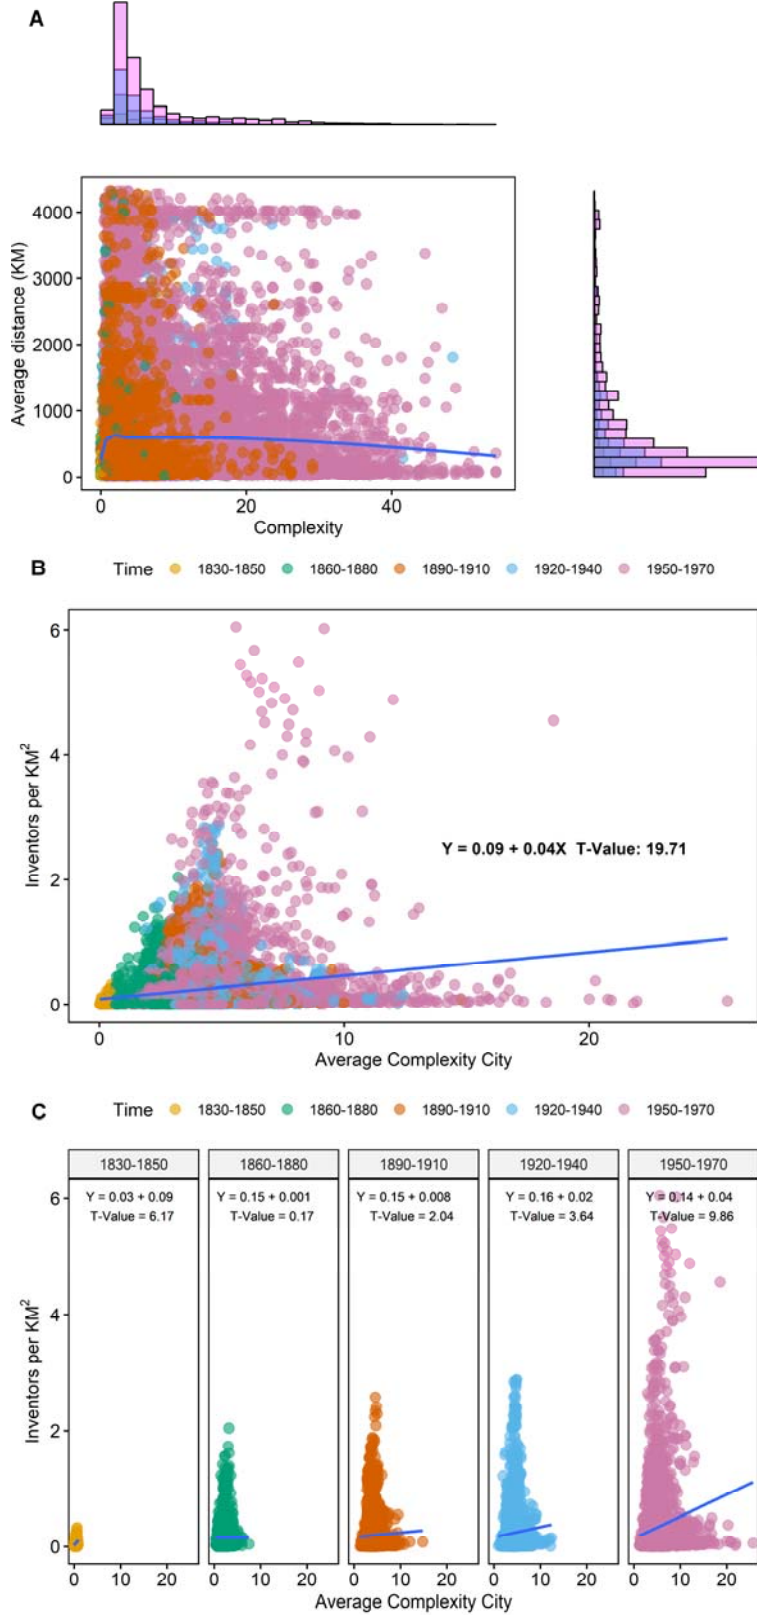 A
Average distance (KM)
4000
3000
2000
1000
0
0 20 40
Complexity
B
Time 1830-1850 1860-1880 1890-1910 1920-1940 1950-1970
Inventors per KM²
6
4
2
0
Y = 0.09 + 0.04X T-Value: 19.71
0 10 20
Average Complexity City
C
Time 1830-1850 1860-1880 1890-1910 1920-1940 1950-1970
1830-1850 1860-1880 1890-1910 1920-1940 1950-1970
Y = 0.03 + 0.09 Y = 0.15 + 0.001 Y = 0.15 + 0.008 Y = 0.16 + 0.02 Y = 0.14 + 0.04
T-Value = 6.17 T-Value = 0.17 T-Value = 2.04 T-Value = 3.64 T-Value = 9.86
Inventors per KM²
6
4
2
0
0 10 20 0 10 20 0 10 20 0 10 20 0 10 20
Average Complexity City